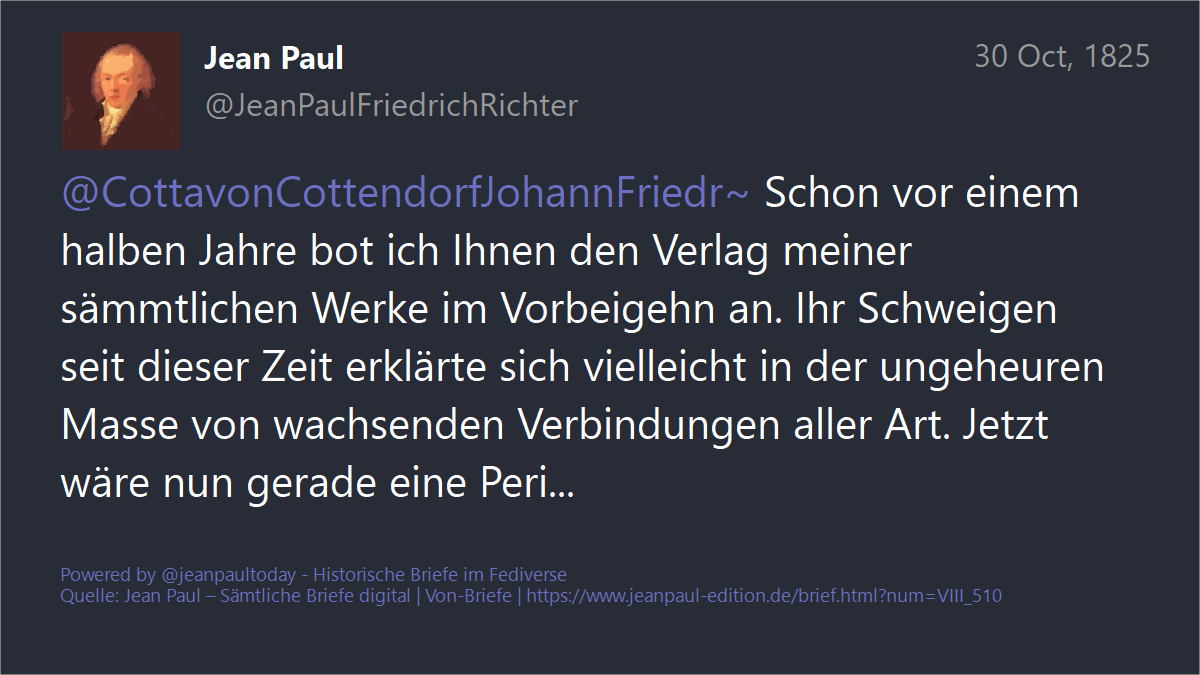 Jean Paul
30 Oct, 1825
@JeanPaulFriedrichRichter
@CottavonCottendorfJohannFriedr~ Schon vor einem
halben Jahre bot ich Ihnen den Verlag meiner
sämmtlichen Werke im Vorbeigehn an. Ihr Schweigen
seit dieser Zeit erklärte sich vielleicht in der ungeheuren
Masse von wachsenden Verbindungen aller Art. Jetzt
wäre nun gerade eine Peri...
Powered by @jeanpaultoday - Historische Briefe im Fediverse
Quelle: Jean Paul – Sämtliche Briefe digital | Von-Briefe | https://www.jeanpaul-edition.de/brief.html?num=VIII_510